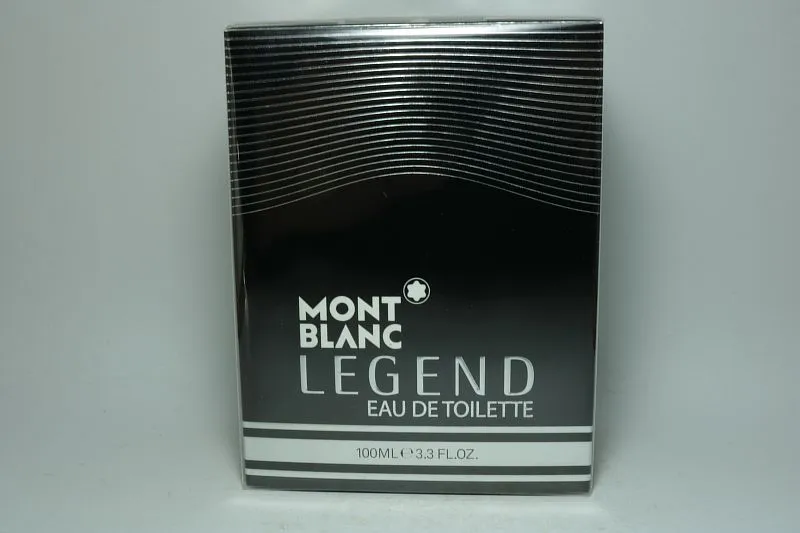 MONT
BLANC
LEGEND
EAU DE TOILETTE
100ML ℮ 3.3 FL.OZ.